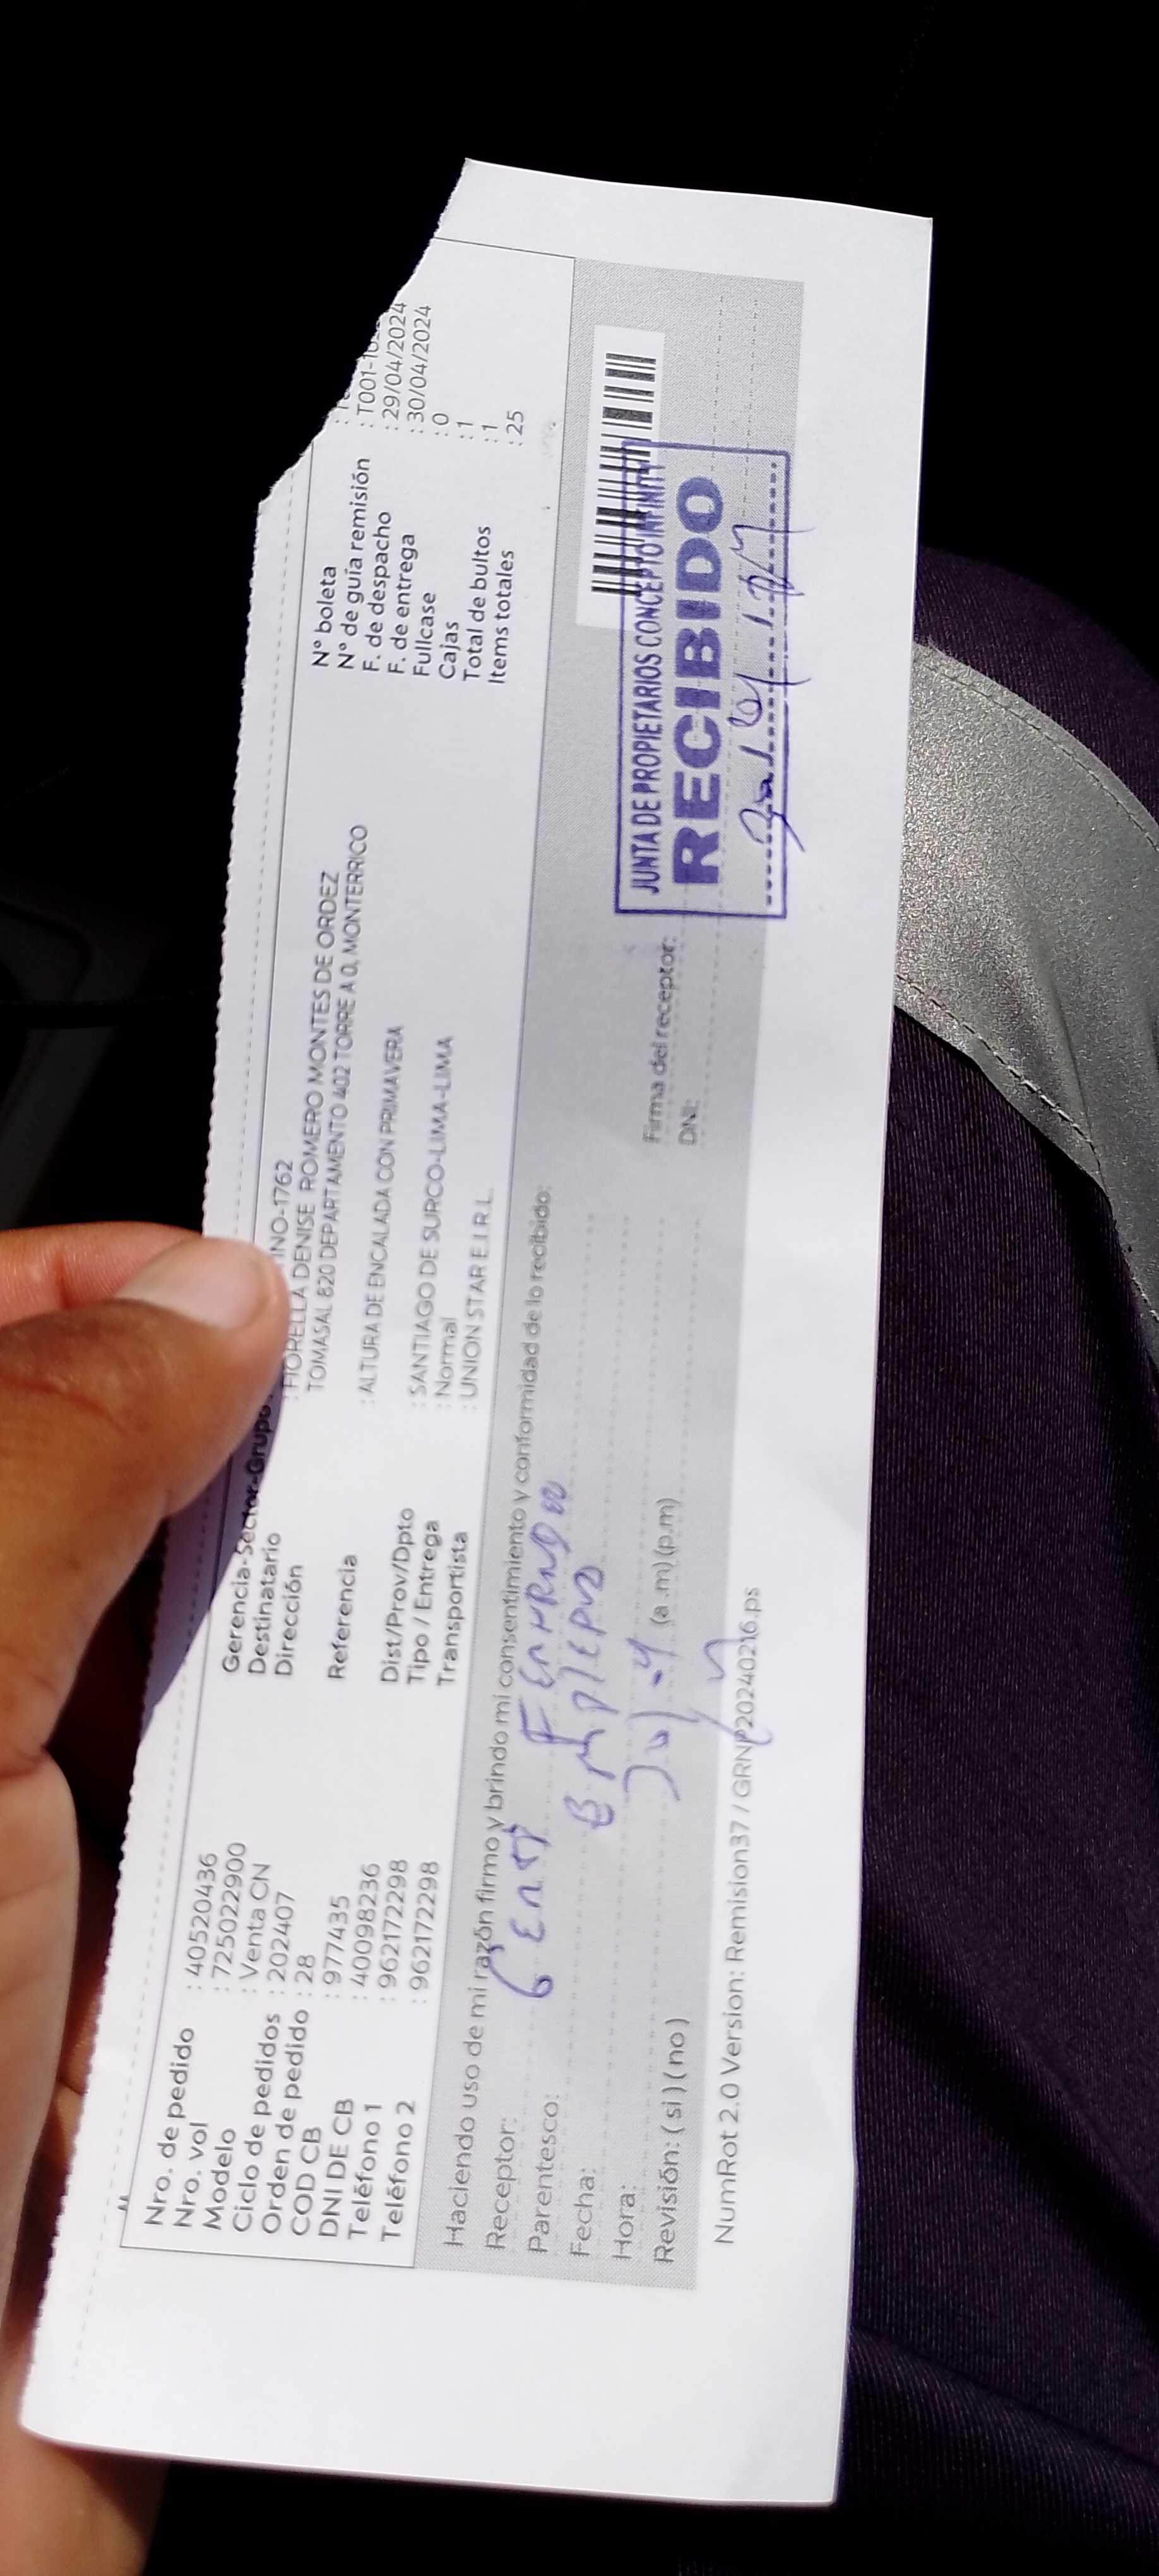 Nro. de pedido : 40520436
Nro. vol : 725022900
Modelo : Venta CN
Ciclo de pedidos : 202407
Orden de pedido : 28
COD CB : 977435
DNI DE CB : 40098236
Teléfono 1 : 962172298
Teléfono 2 : 962172298
Gerencia-Sector-Grupo NO-1762
Destinatario : FIORELLA DENISE ROMERO MONTES DE ORDEZ
Dirección TOMASAL 820 DEPARTAMENTO 402 TORRE A 0, MONTERRICO
Referencia : ALTURA DE ENCALADA CON PRIMAVERA
Dist/Prov/Dpto : SANTIAGO DE SURCO-LIMA-LIMA
Tipo / Entrega : Normal
Transportista : UNION STAR E.I.R.L.
N° boleta :
N° de guía remisión : T001-10
F. de despacho : 29/04/2024
F. de entrega : 30/04/2024
Fullcase : 0
Cajas : 1
Total de bultos : 1
Items totales : 25
Haciendo uso de mi razón firmo y brindo mi consentimiento y conformidad de lo recibido:
Receptor:
Parentesco:
Fecha:
Hora: (a .m) (p.m)
Revisión: ( si ) ( no )
Firma del receptor:
DNI:
JUNTA DE PROPIETARIOS CONCEPTO INFINITY
RECIBIDO
NumRot 2.0 Version: Remision37 / GRNP20240216.ps